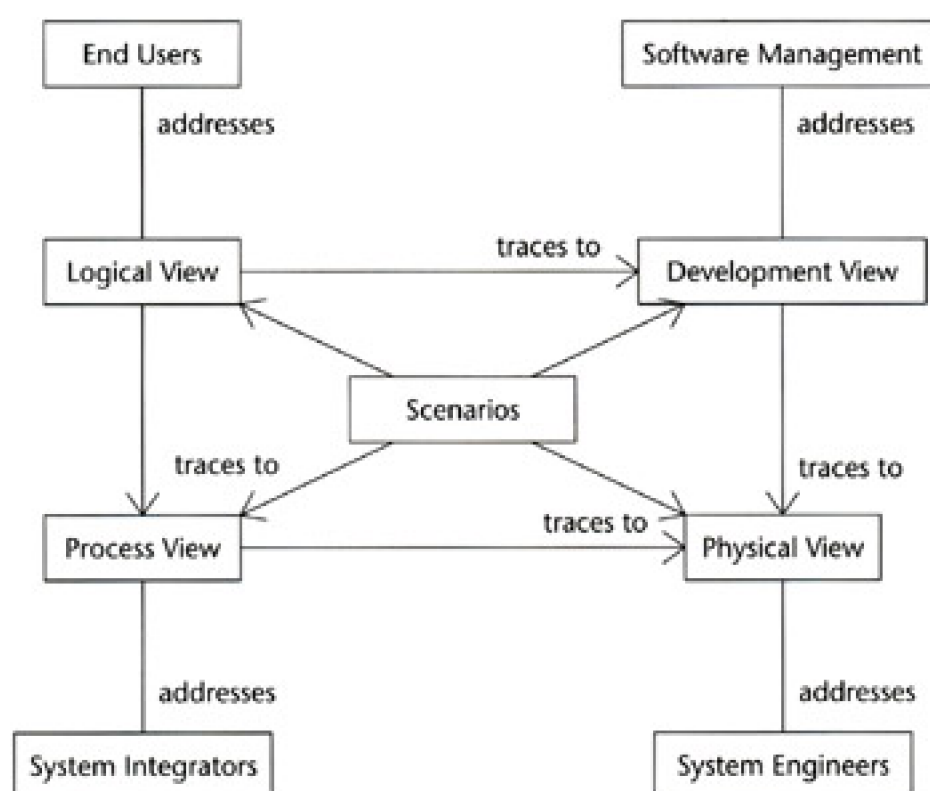 End Users
Software Management
addresses
addresses
traces to
Logical View
Development View
Scenarios
traces to
traces to
traces to
Process View
Physical View
addresses
addresses
System Integrators
System Engineers